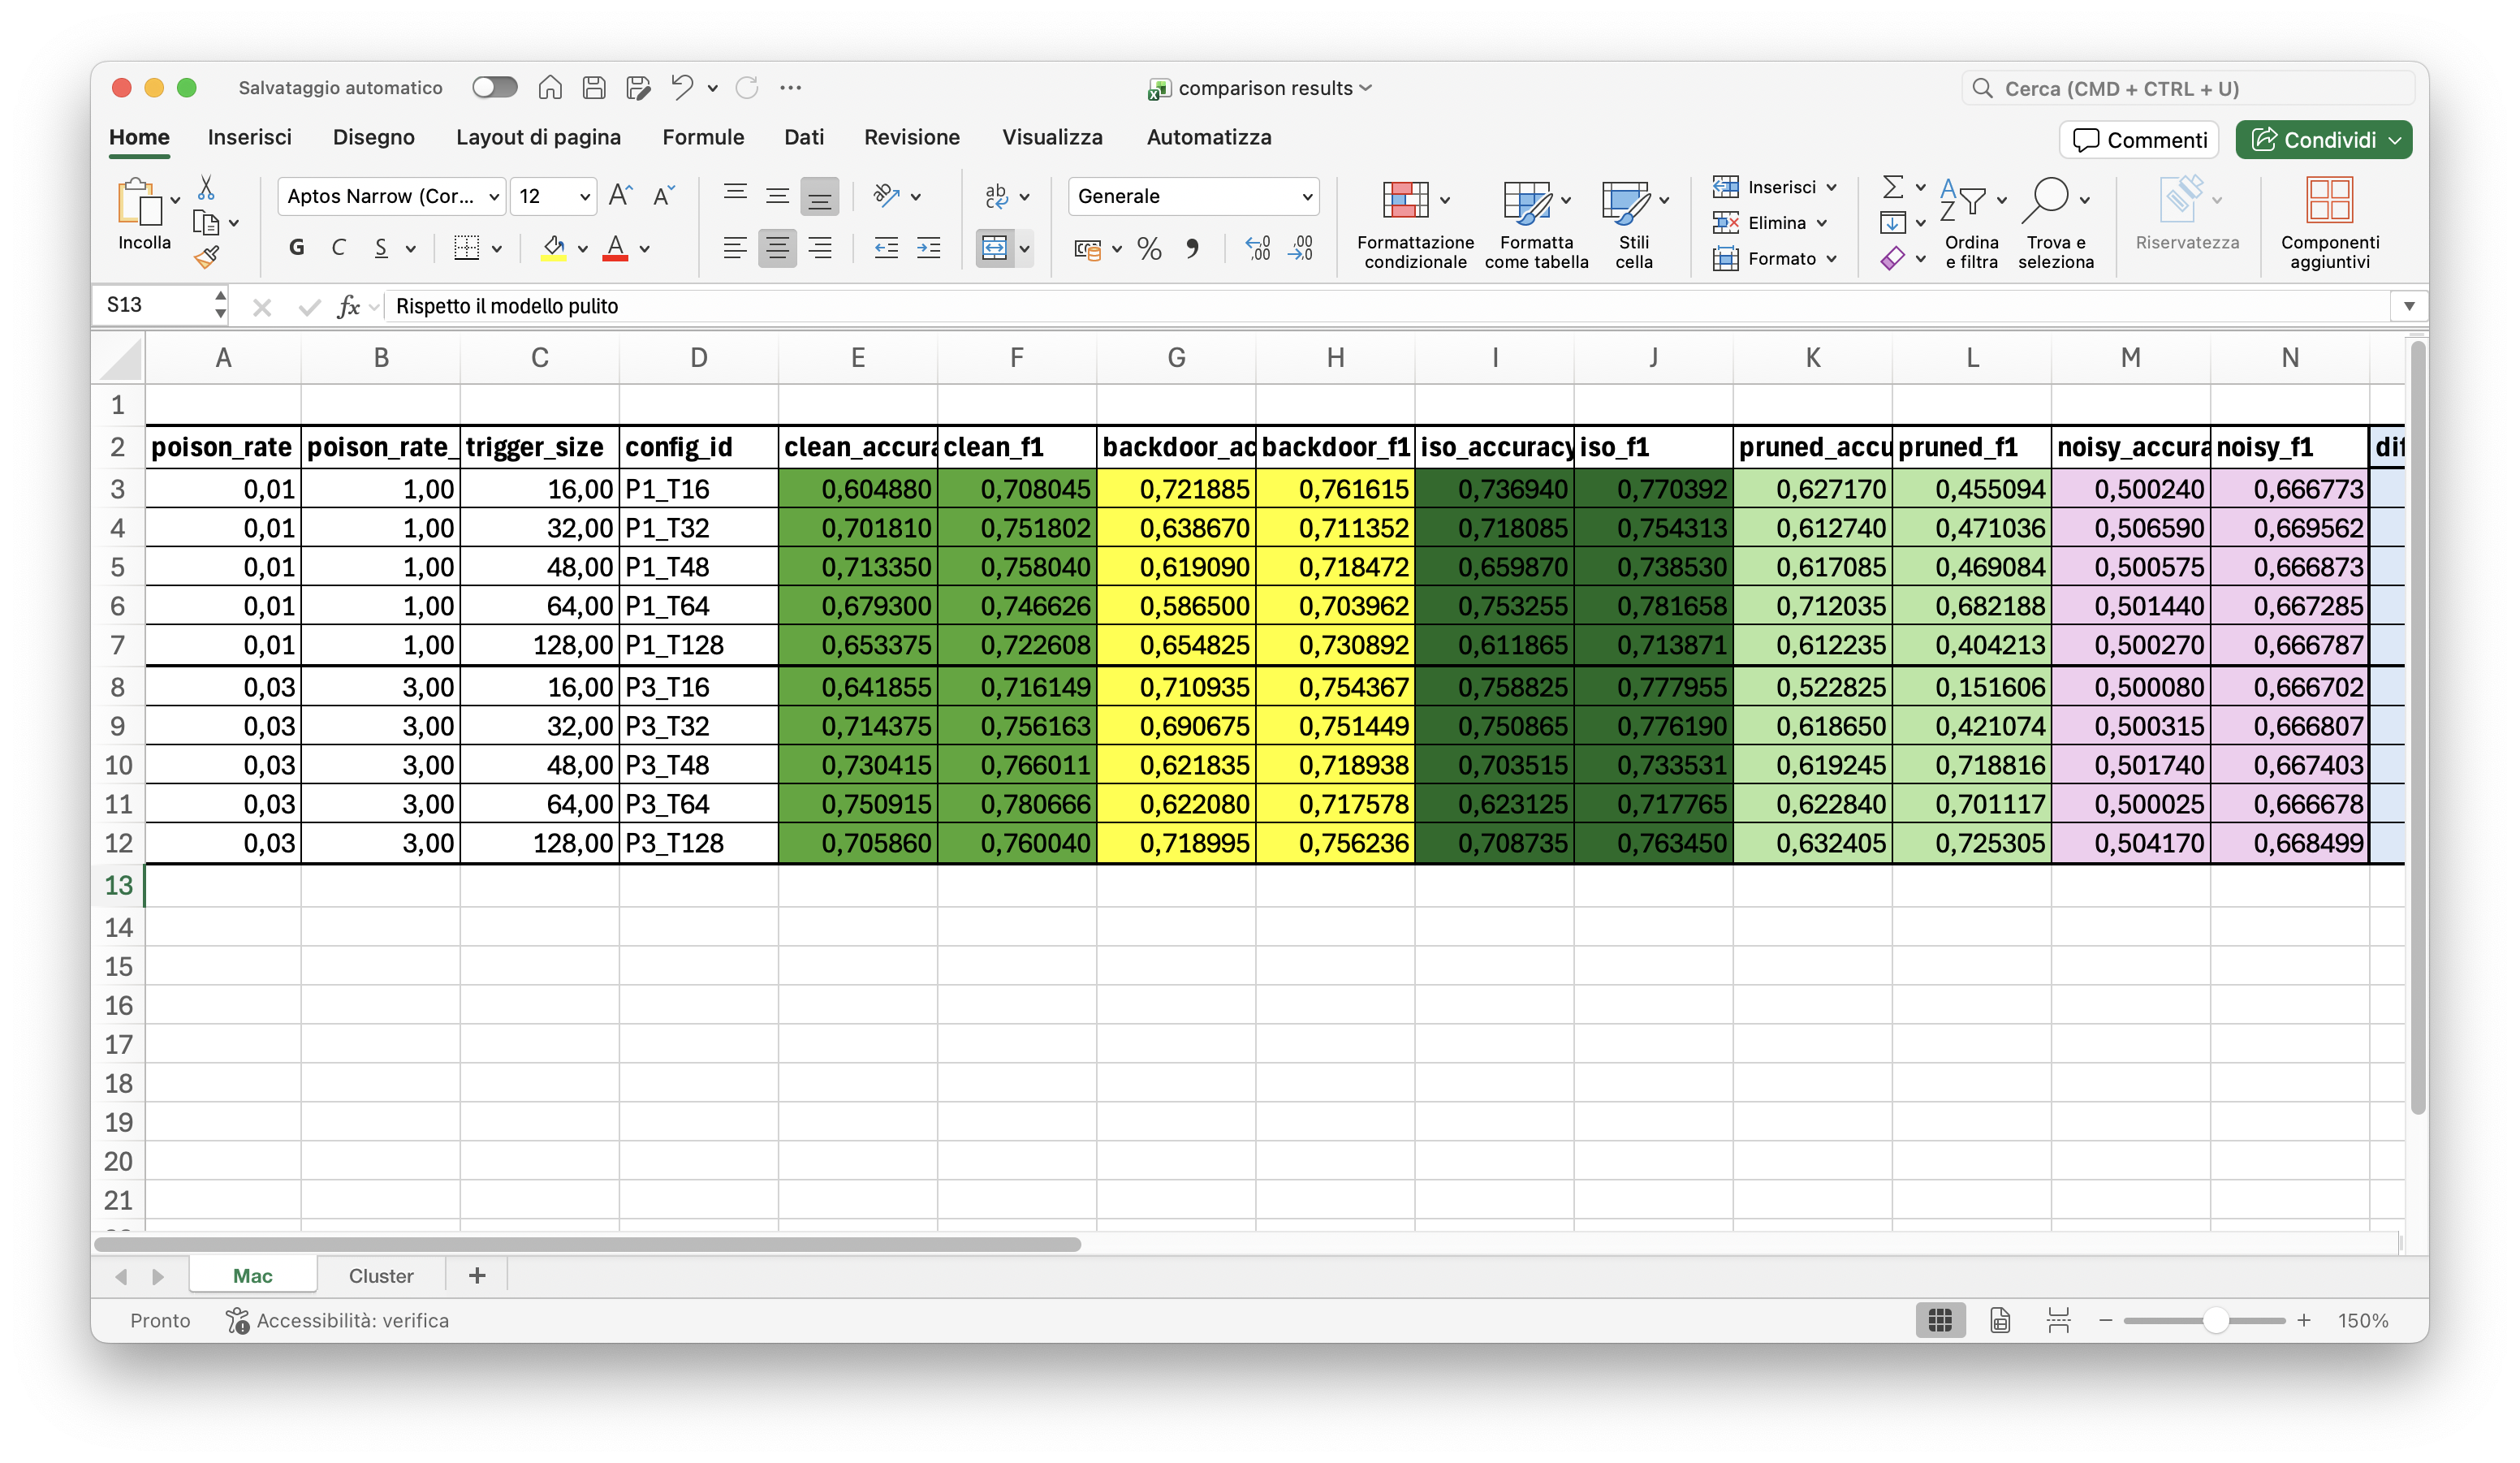 Salvataggio automatico
comparison results
Cerca (CMD + CTRL + U)
Home Inserisci Disegno Layout di pagina Formule Dati Revisione Visualizza Automatizza
Commenti Condividi
Incolla
Aptos Narrow (Cor... 12
G C S
Generale
Formattazione condizionale
Formatta come tabella
Stili cella
Inserisci
Elimina
Formato
Ordina e filtra
Trova e seleziona
Riservatezza
Componenti aggiuntivi
S13 fx Rispetto il modello pulito
A B C D E F G H I J K L M N
1
2 poison_rate poison_rate_ trigger_size config_id clean_accura clean_f1 backdoor_ac backdoor_f1 iso_accuracy iso_f1 pruned_accu pruned_f1 noisy_accura noisy_f1 dif
3 0,01 1,00 16,00 P1_T16 0,604880 0,708045 0,721885 0,761615 0,736940 0,770392 0,627170 0,455094 0,500240 0,666773
4 0,01 1,00 32,00 P1_T32 0,701810 0,751802 0,638670 0,711352 0,718085 0,754313 0,612740 0,471036 0,506590 0,669562
5 0,01 1,00 48,00 P1_T48 0,713350 0,758040 0,619090 0,718472 0,659870 0,738530 0,617085 0,469084 0,500575 0,666873
6 0,01 1,00 64,00 P1_T64 0,679300 0,746626 0,586500 0,703962 0,753255 0,781658 0,712035 0,682188 0,501440 0,667285
7 0,01 1,00 128,00 P1_T128 0,653375 0,722608 0,654825 0,730892 0,611865 0,713871 0,612235 0,404213 0,500270 0,666787
8 0,03 3,00 16,00 P3_T16 0,641855 0,716149 0,710935 0,754367 0,758825 0,777955 0,522825 0,151606 0,500080 0,666702
9 0,03 3,00 32,00 P3_T32 0,714375 0,756163 0,690675 0,751449 0,750865 0,776190 0,618650 0,421074 0,500315 0,666807
10 0,03 3,00 48,00 P3_T48 0,730415 0,766011 0,621835 0,718938 0,703515 0,733531 0,619245 0,718816 0,501740 0,667403
11 0,03 3,00 64,00 P3_T64 0,750915 0,780666 0,622080 0,717578 0,623125 0,717765 0,622840 0,701117 0,500025 0,666678
12 0,03 3,00 128,00 P3_T128 0,705860 0,760040 0,718995 0,756236 0,708735 0,763450 0,632405 0,725305 0,504170 0,668499
13
14
15
16
17
18
19
20
21
Mac Cluster +
Pronto Accessibilità: verifica 150%